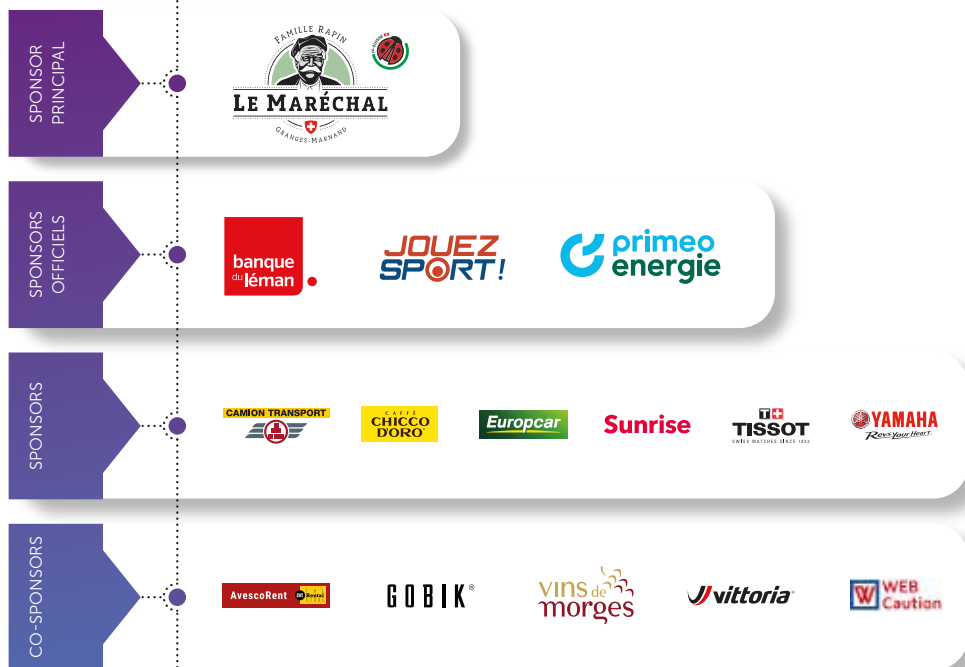 SPONSOR
PRINCIPAL
FAMILLE RAPIN
LE MARÉCHAL
GRANGES-MARNAND
SPONSORS
OFFICIELS
banque
du léman
JOUEZ
SPORT!
primeo
energie
SPONSORS
CAMION TRANSPORT
CAFFÈ
CHICCO
D'ORO
Europcar
Sunrise
TISSOT
SWISS WATCHES SINCE 1853
YAMAHA
Revs Your Heart
CO-SPONSORS
AvescoRent
CAT
Rental
GOBIK®
vins de
morges
vittoria
WEB
Caution